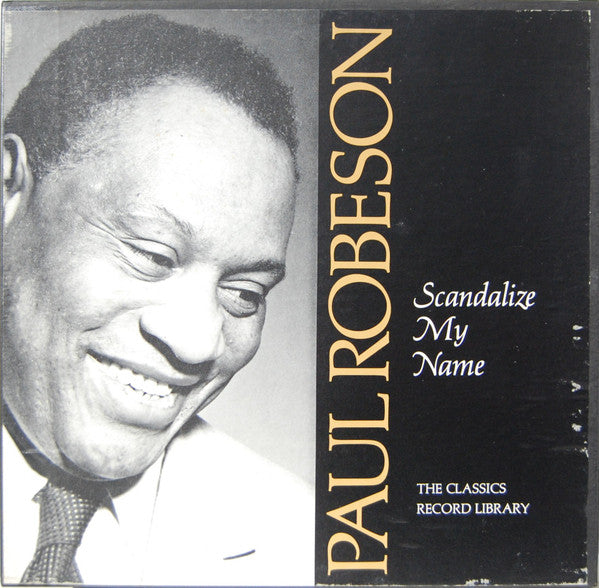 PAUL ROBESON
Scandalize
My
Name
THE CLASSICS
RECORD LIBRARY